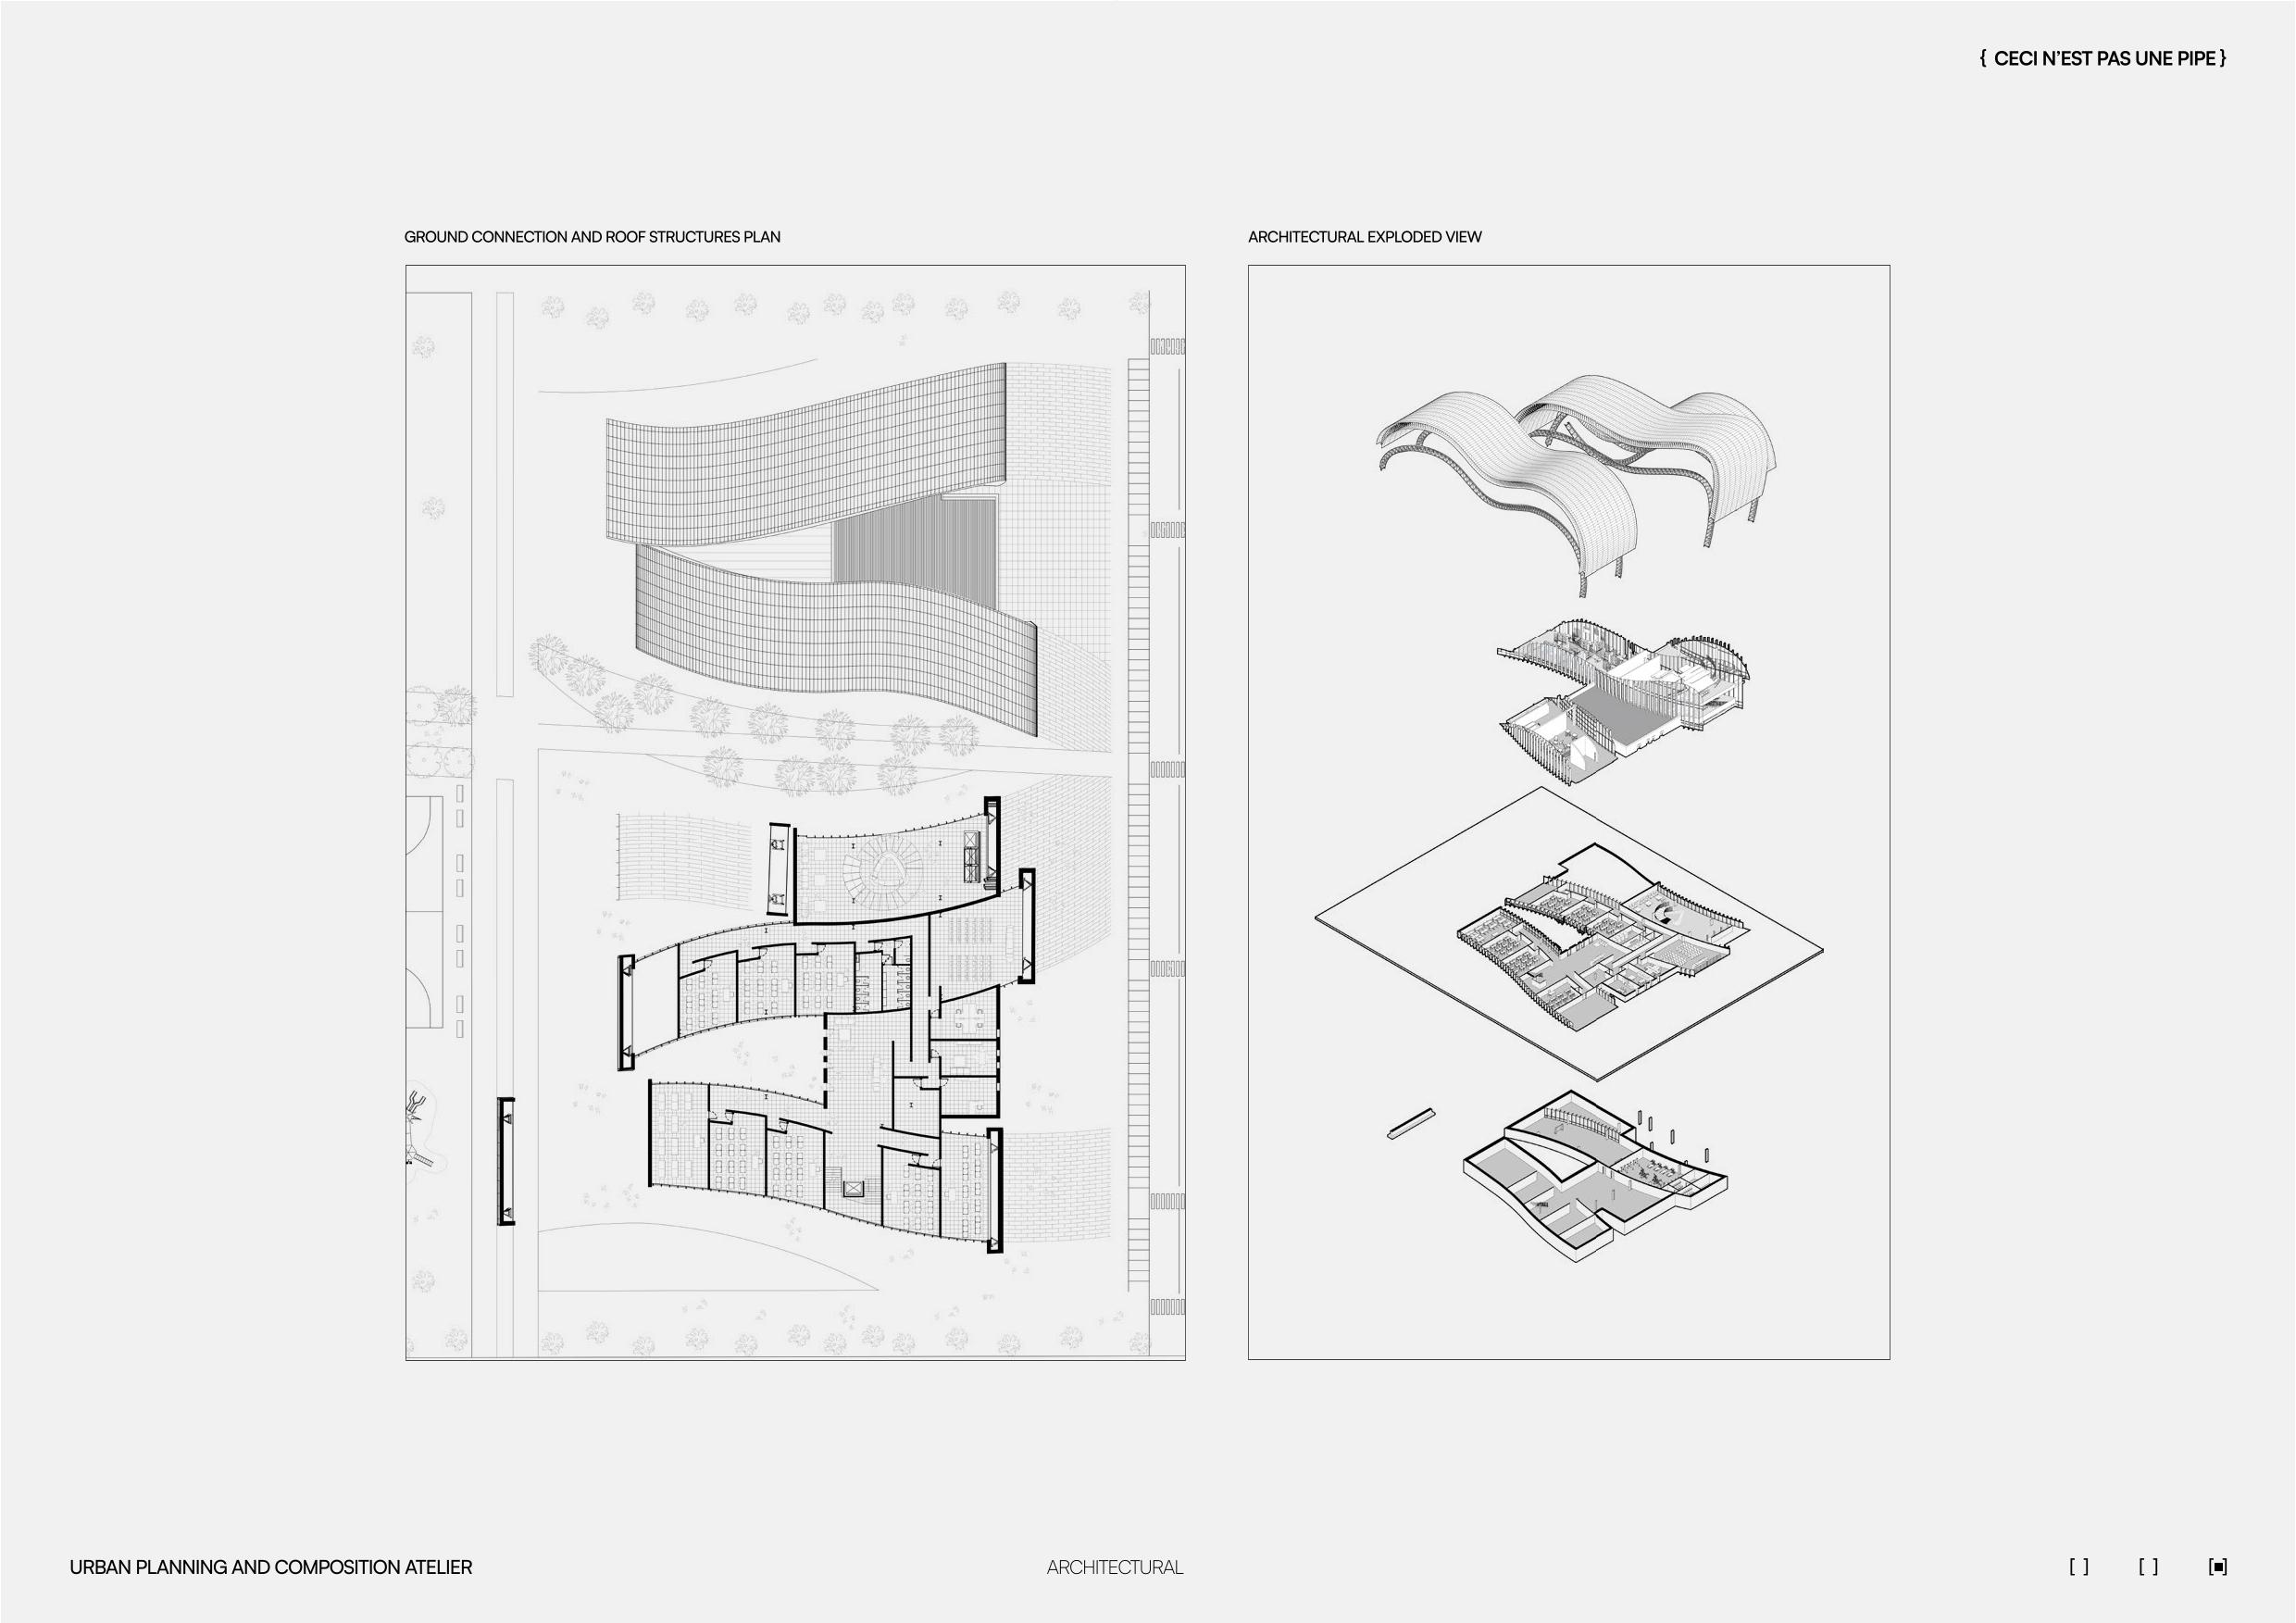 { CECI N'EST PAS UNE PIPE }
GROUND CONNECTION AND ROOF STRUCTURES PLAN
ARCHITECTURAL EXPLODED VIEW
URBAN PLANNING AND COMPOSITION ATELIER
ARCHITECTURAL
[ ] [ ] [■]